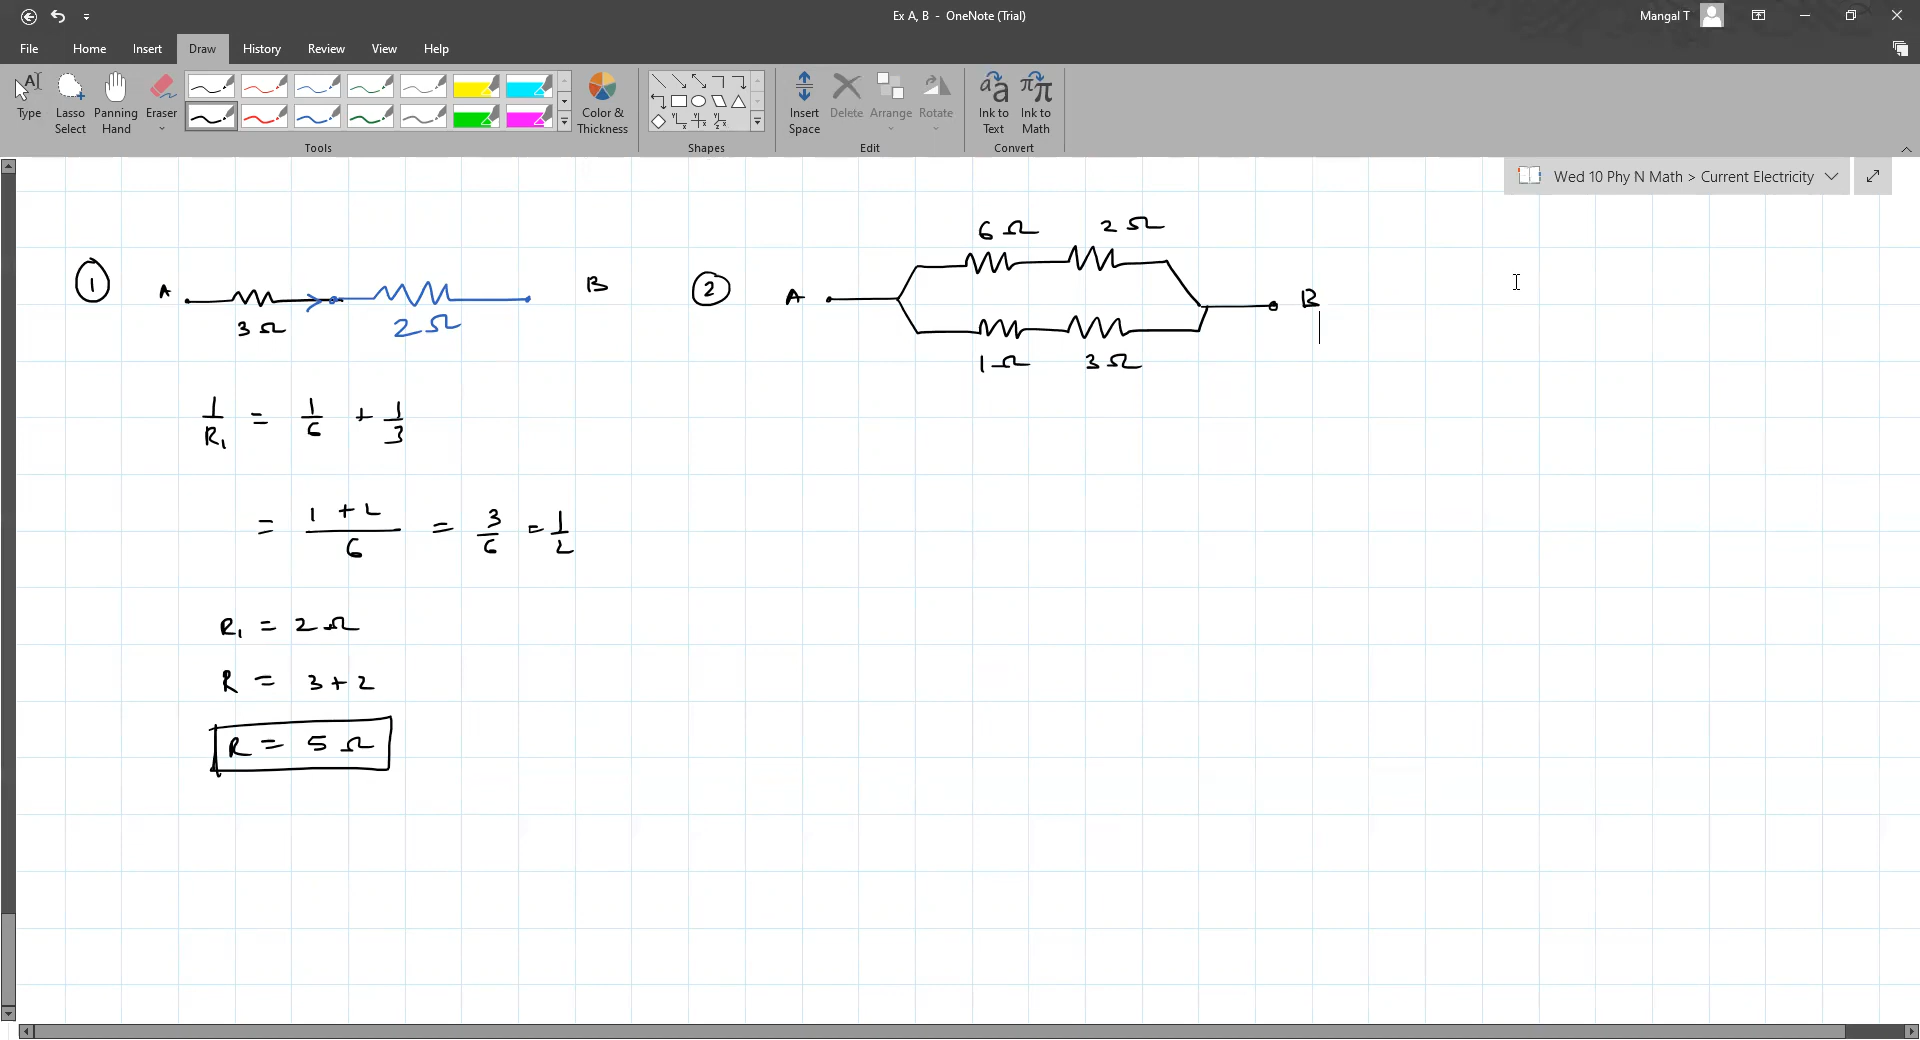 Ex A, B - OneNote (Trial)
Mangal T
File Home Insert Draw History Review View Help
Type
Lasso Select
Panning Hand
Eraser
Color & Thickness
Insert Space
Delete
Arrange
Rotate
Ink to Text
Ink to Math
Tools
Shapes
Edit
Convert
Wed 10 Phy N Math > Current Electricity
1
A
3 Ω
2 Ω
B
1/R₁ = 1/6 + 1/3
= (1 + 2)/6 = 3/6 = 1/2
R₁ = 2 Ω
R = 3 + 2
R = 5 Ω
2
A
6 Ω 2 Ω
1 Ω 3 Ω
B